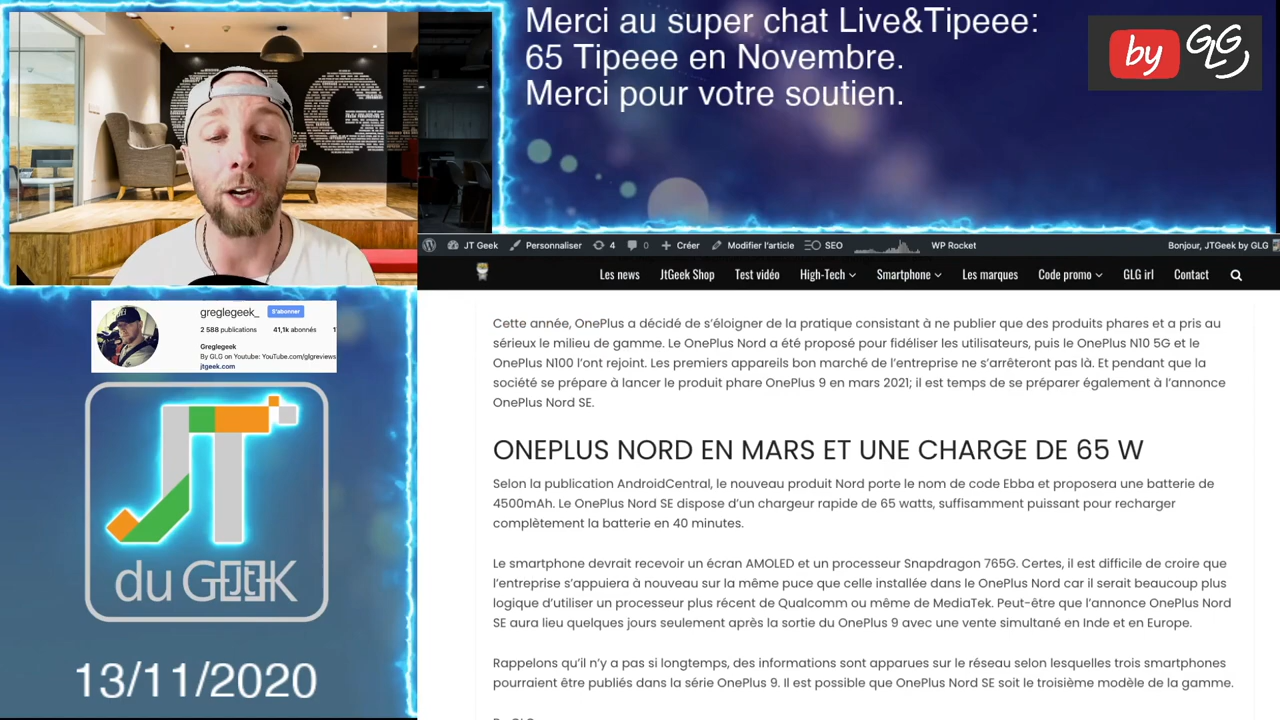 Merci au super chat Live&Tipeee:
65 Tipeee en Novembre.
Merci pour votre soutien.
by GLG
JT Geek Personnaliser 4 0 Créer Modifier l'article SEO WP Rocket Bonjour, JTGeek by GLG
Les news JtGeek Shop Test vidéo High-Tech Smartphone Les marques Code promo GLG irl Contact
greglegeek_ S'abonner
2 588 publications 41,1k abonnés 1
Greglegeek
By GLG on Youtube: YouTube.com/glgreviews
jtgeek.com
JT
du GEEK
13/11/2020
Cette année, OnePlus a décidé de s'éloigner de la pratique consistant à ne publier que des produits phares et a pris au
sérieux le milieu de gamme. Le OnePlus Nord a été proposé pour fidéliser les utilisateurs, puis le OnePlus N10 5G et le
OnePlus N100 l'ont rejoint. Les premiers appareils bon marché de l'entreprise ne s'arrêteront pas là. Et pendant que la
société se prépare à lancer le produit phare OnePlus 9 en mars 2021; il est temps de se préparer également à l'annonce
OnePlus Nord SE.
ONEPLUS NORD EN MARS ET UNE CHARGE DE 65 W
Selon la publication AndroidCentral, le nouveau produit Nord porte le nom de code Ebba et proposera une batterie de
4500mAh. Le OnePlus Nord SE dispose d'un chargeur rapide de 65 watts, suffisamment puissant pour recharger
complètement la batterie en 40 minutes.
Le smartphone devrait recevoir un écran AMOLED et un processeur Snapdragon 765G. Certes, il est difficile de croire que
l'entreprise s'appuiera à nouveau sur la même puce que celle installée dans le OnePlus Nord car il serait beaucoup plus
logique d'utiliser un processeur plus récent de Qualcomm ou même de MediaTek. Peut-être que l'annonce OnePlus Nord
SE aura lieu quelques jours seulement après la sortie du OnePlus 9 avec une vente simultané en Inde et en Europe.
Rappelons qu'il n'y a pas si longtemps, des informations sont apparues sur le réseau selon lesquelles trois smartphones
pourraient être publiés dans la série OnePlus 9. Il est possible que OnePlus Nord SE soit le troisième modèle de la gamme.